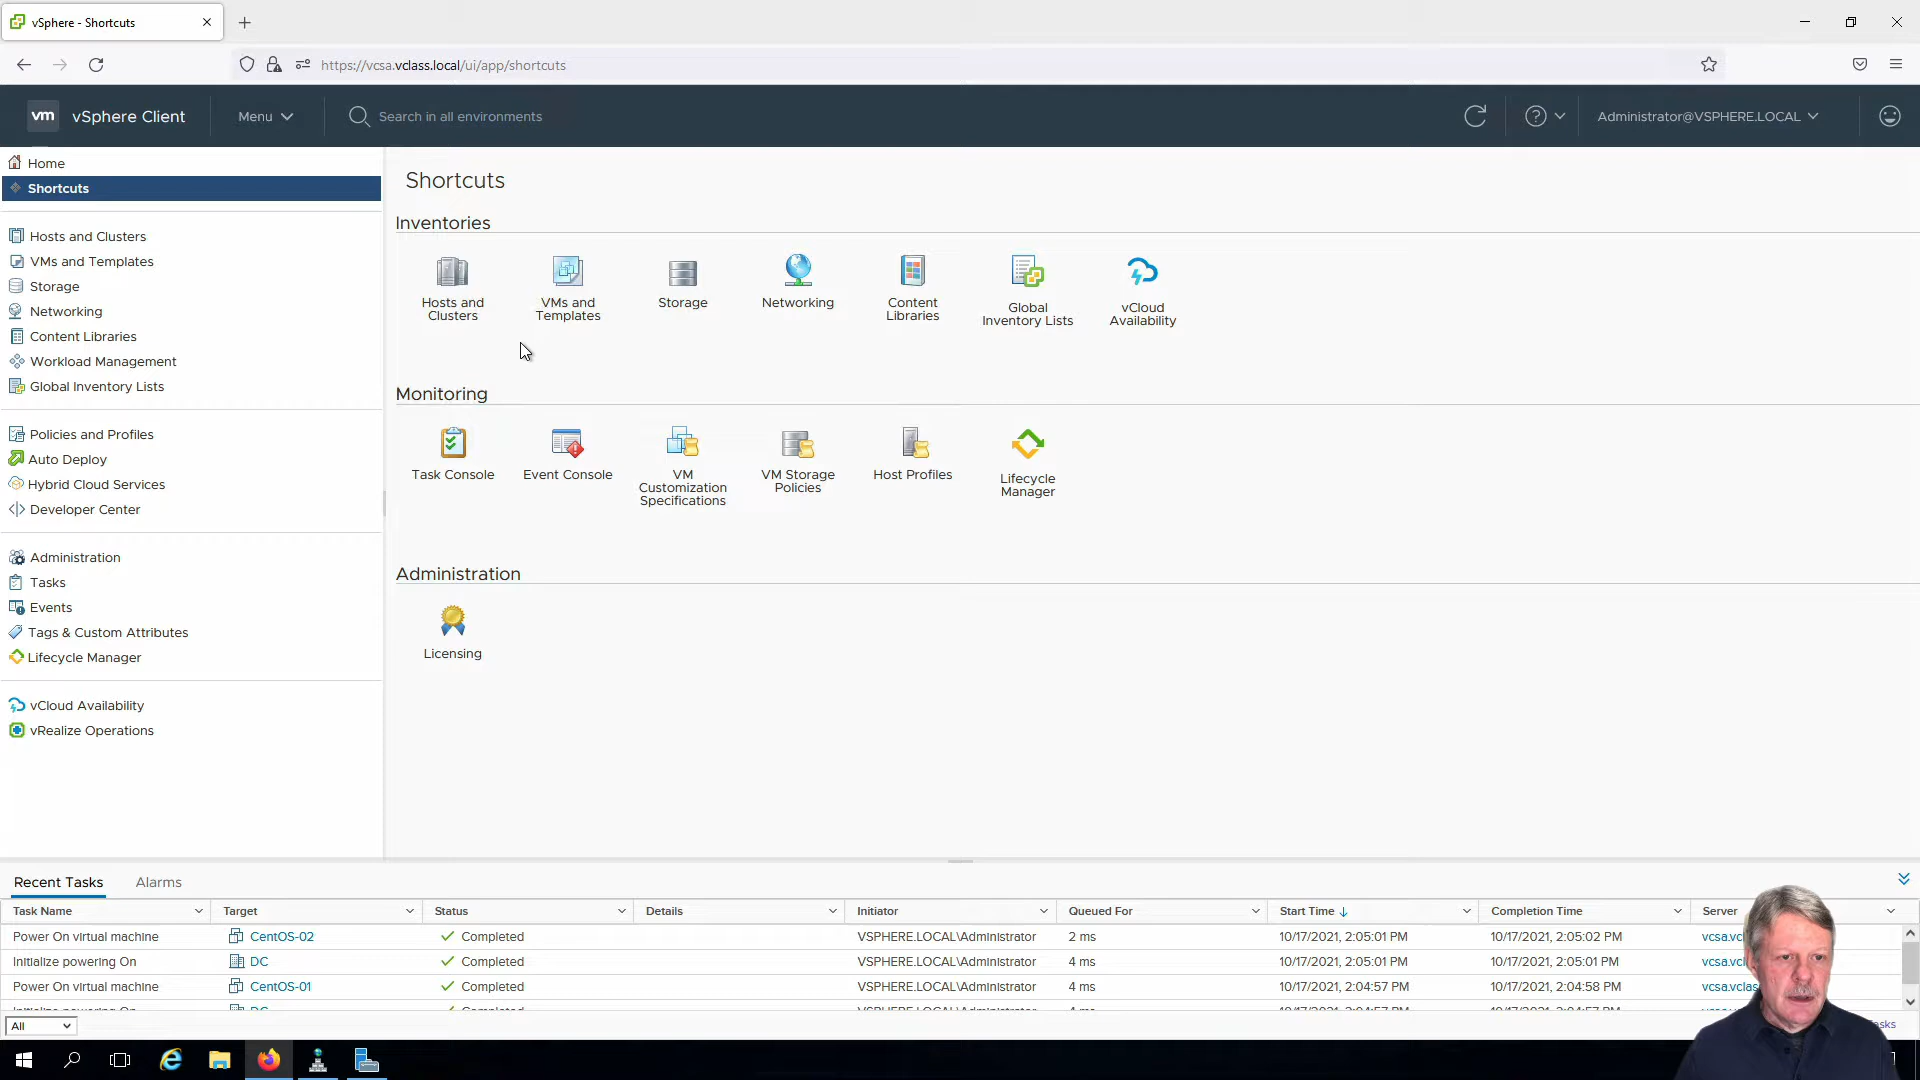 vSphere - Shortcuts
https://vcsa.vclass.local/ui/app/shortcuts
vm vSphere Client Menu Search in all environments Administrator@VSPHERE.LOCAL
Home
Shortcuts
Hosts and Clusters
VMs and Templates
Storage
Networking
Content Libraries
Workload Management
Global Inventory Lists
Policies and Profiles
Auto Deploy
Hybrid Cloud Services
Developer Center
Administration
Tasks
Events
Tags & Custom Attributes
Lifecycle Manager
vCloud Availability
vRealize Operations
Shortcuts
Inventories
Hosts and
Clusters
VMs and
Templates
Storage
Networking
Content
Libraries
Global
Inventory Lists
vCloud
Availability
Monitoring
Task Console
Event Console
VM
Customization
Specifications
VM Storage
Policies
Host Profiles
Lifecycle
Manager
Administration
Licensing
Recent Tasks Alarms
Task Name Target Status Details Initiator Queued For Start Time Completion Time Server
Power On virtual machine CentOS-02 Completed VSPHERE.LOCAL\Administrator 2 ms 10/17/2021, 2:05:01 PM 10/17/2021, 2:05:02 PM
Initialize powering On DC Completed VSPHERE.LOCAL\Administrator 4 ms 10/17/2021, 2:05:01 PM 10/17/2021, 2:05:01 PM
Power On virtual machine CentOS-01 Completed VSPHERE.LOCAL\Administrator 4 ms 10/17/2021, 2:04:57 PM 10/17/2021, 2:04:58 PM
All